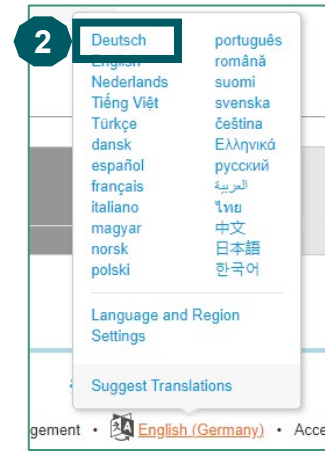 2
Deutsch português
English română
Nederlands suomi
Tiếng Việt svenska
Türkçe čeština
dansk Ελληνικά
español русский
français العربية
italiano ไทย
magyar 中文
norsk 日本語
polski 한국어
Language and Region
Settings
Suggest Translations
gement • English (Germany) • Acce